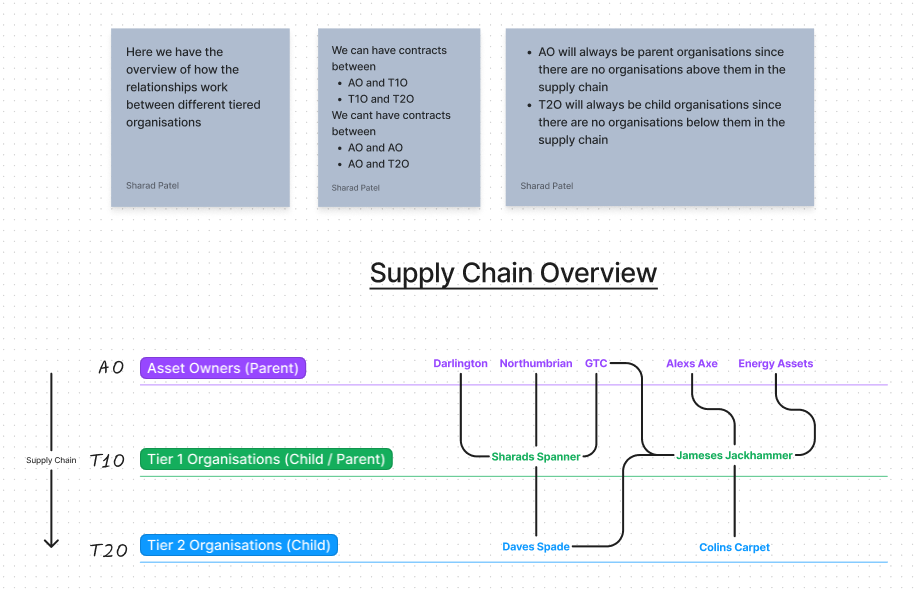 Here we have the
overview of how the
relationships work
between different tiered
organisations
Sharad Patel
We can have contracts
between
• AO and T1O
• T1O and T2O
We cant have contracts
between
• AO and AO
• AO and T2O
Sharad Patel
• AO will always be parent organisations since
there are no organisations above them in the
supply chain
• T2O will always be child organisations since
there are no organisations below them in the
supply chain
Sharad Patel
Supply Chain Overview
AO
Asset Owners (Parent)
Darlington
Northumbrian
GTC
Alexs Axe
Energy Assets
Supply Chain
T1O
Tier 1 Organisations (Child / Parent)
Sharads Spanner
Jameses Jackhammer
T2O
Tier 2 Organisations (Child)
Daves Spade
Colins Carpet